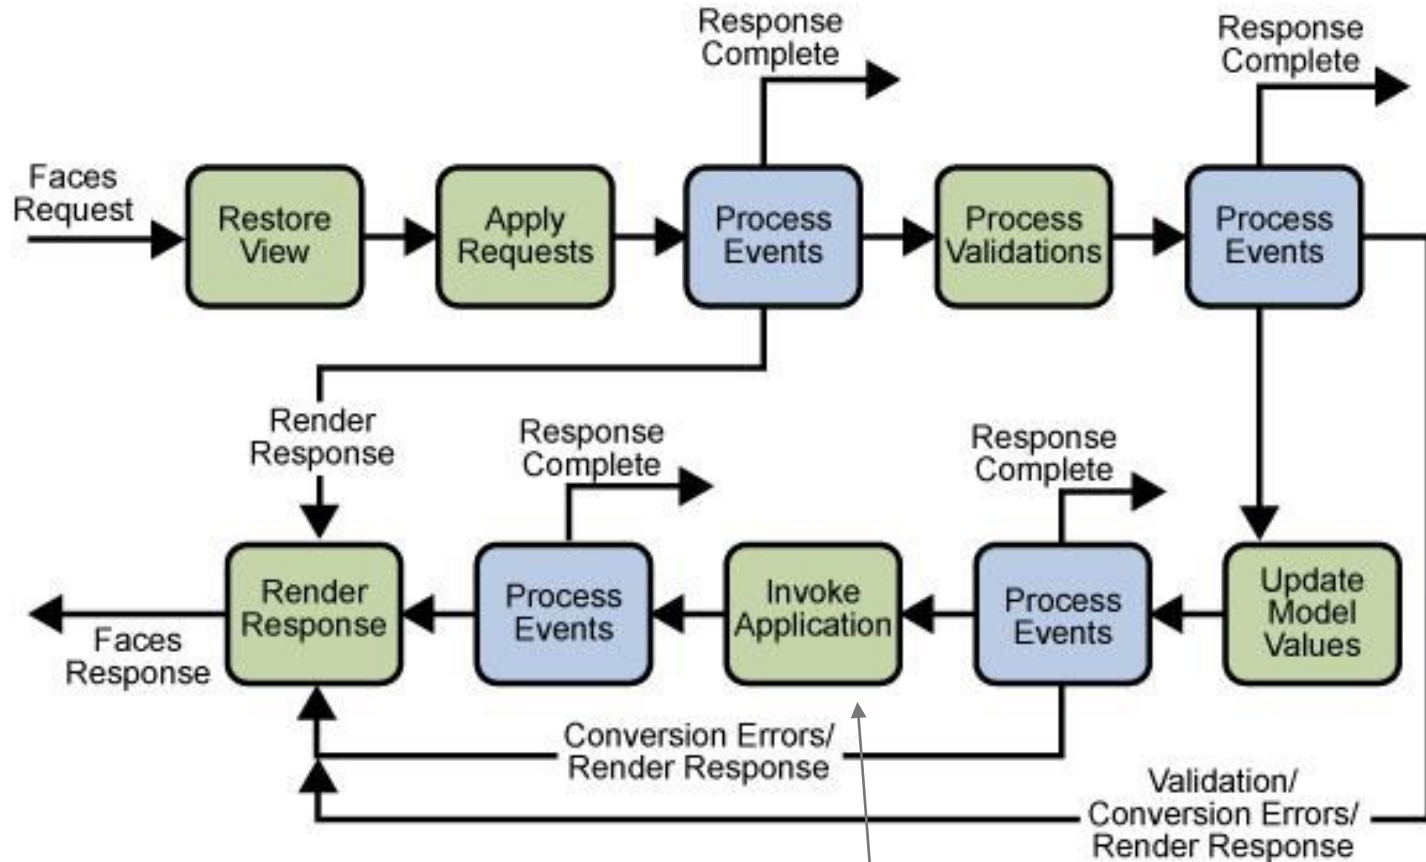 Response
Complete
Response
Complete
Faces
Request
Restore
View
Apply
Requests
Process
Events
Process
Validations
Process
Events
Render
Response
Response
Complete
Response
Complete
Render
Response
Process
Events
Invoke
Application
Process
Events
Update
Model
Values
Faces
Response
Conversion Errors/
Render Response
Validation/
Conversion Errors/
Render Response